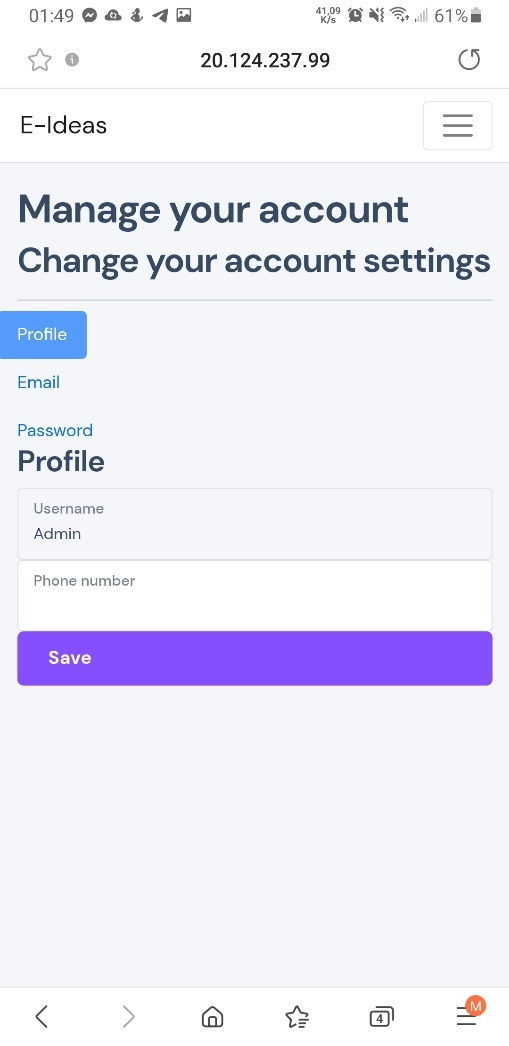 01:49 41,09 K/s 61%
20.124.237.99
E-Ideas
Manage your account
Change your account settings
Profile
Email
Password
Profile
Username
Admin
Phone number
Save
4
M